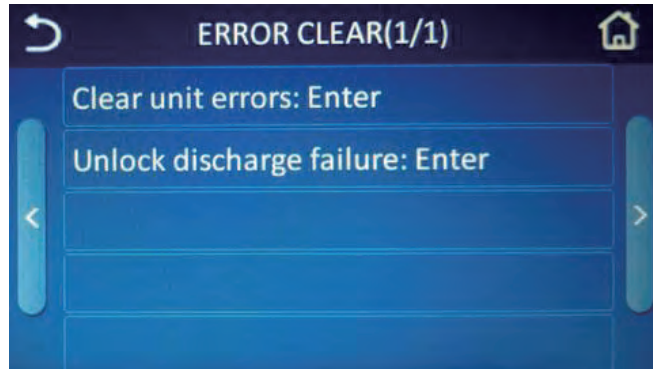 ERROR CLEAR(1/1)
Clear unit errors: Enter
Unlock discharge failure: Enter